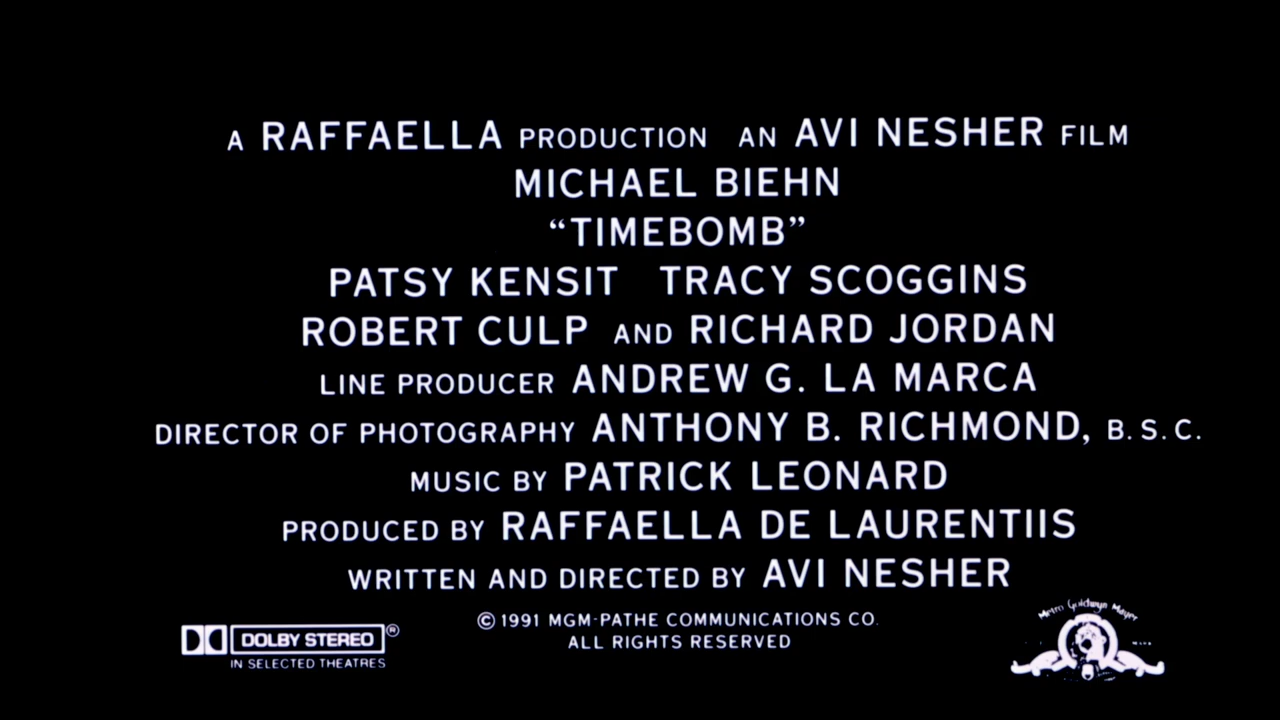 A RAFFAELLA PRODUCTION AN AVI NESHER FILM
MICHAEL BIEHN
“TIMEBOMB”
PATSY KENSIT TRACY SCOGGINS
ROBERT CULP AND RICHARD JORDAN
LINE PRODUCER ANDREW G. LA MARCA
DIRECTOR OF PHOTOGRAPHY ANTHONY B. RICHMOND, B.S.C.
MUSIC BY PATRICK LEONARD
PRODUCED BY RAFFAELLA DE LAURENTIIS
WRITTEN AND DIRECTED BY AVI NESHER
© 1991 MGM-PATHE COMMUNICATIONS CO.
ALL RIGHTS RESERVED
DOLBY STEREO ®
IN SELECTED THEATRES
Metro Goldwyn Mayer